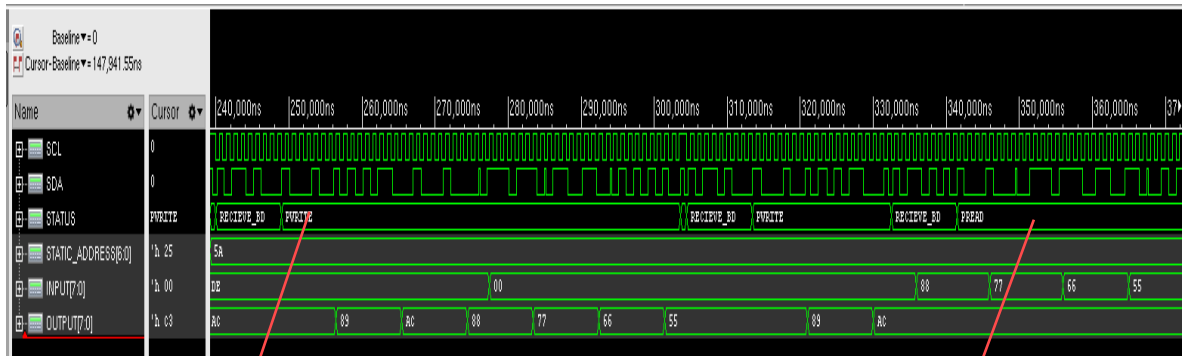 Baseline▼=0
Cursor-Baseline▼=147,941.55ns
Name Cursor 240,000ns 250,000ns 260,000ns 270,000ns 280,000ns 290,000ns 300,000ns 310,000ns 320,000ns 330,000ns 340,000ns 350,000ns 360,000ns 37
SCL 0
SDA 0
STATUS PWRITE RECIEVE_BD PWRITE RECIEVE_BD PWRITE RECIEVE_BD PREAD
STATIC_ADDRESS[6:0] 'h 25 5A
INPUT[7:0] 'h 00 DE 00 88 77 66 55
OUTPUT[7:0] 'h c3 AC 89 AC 88 77 66 55 89 AC